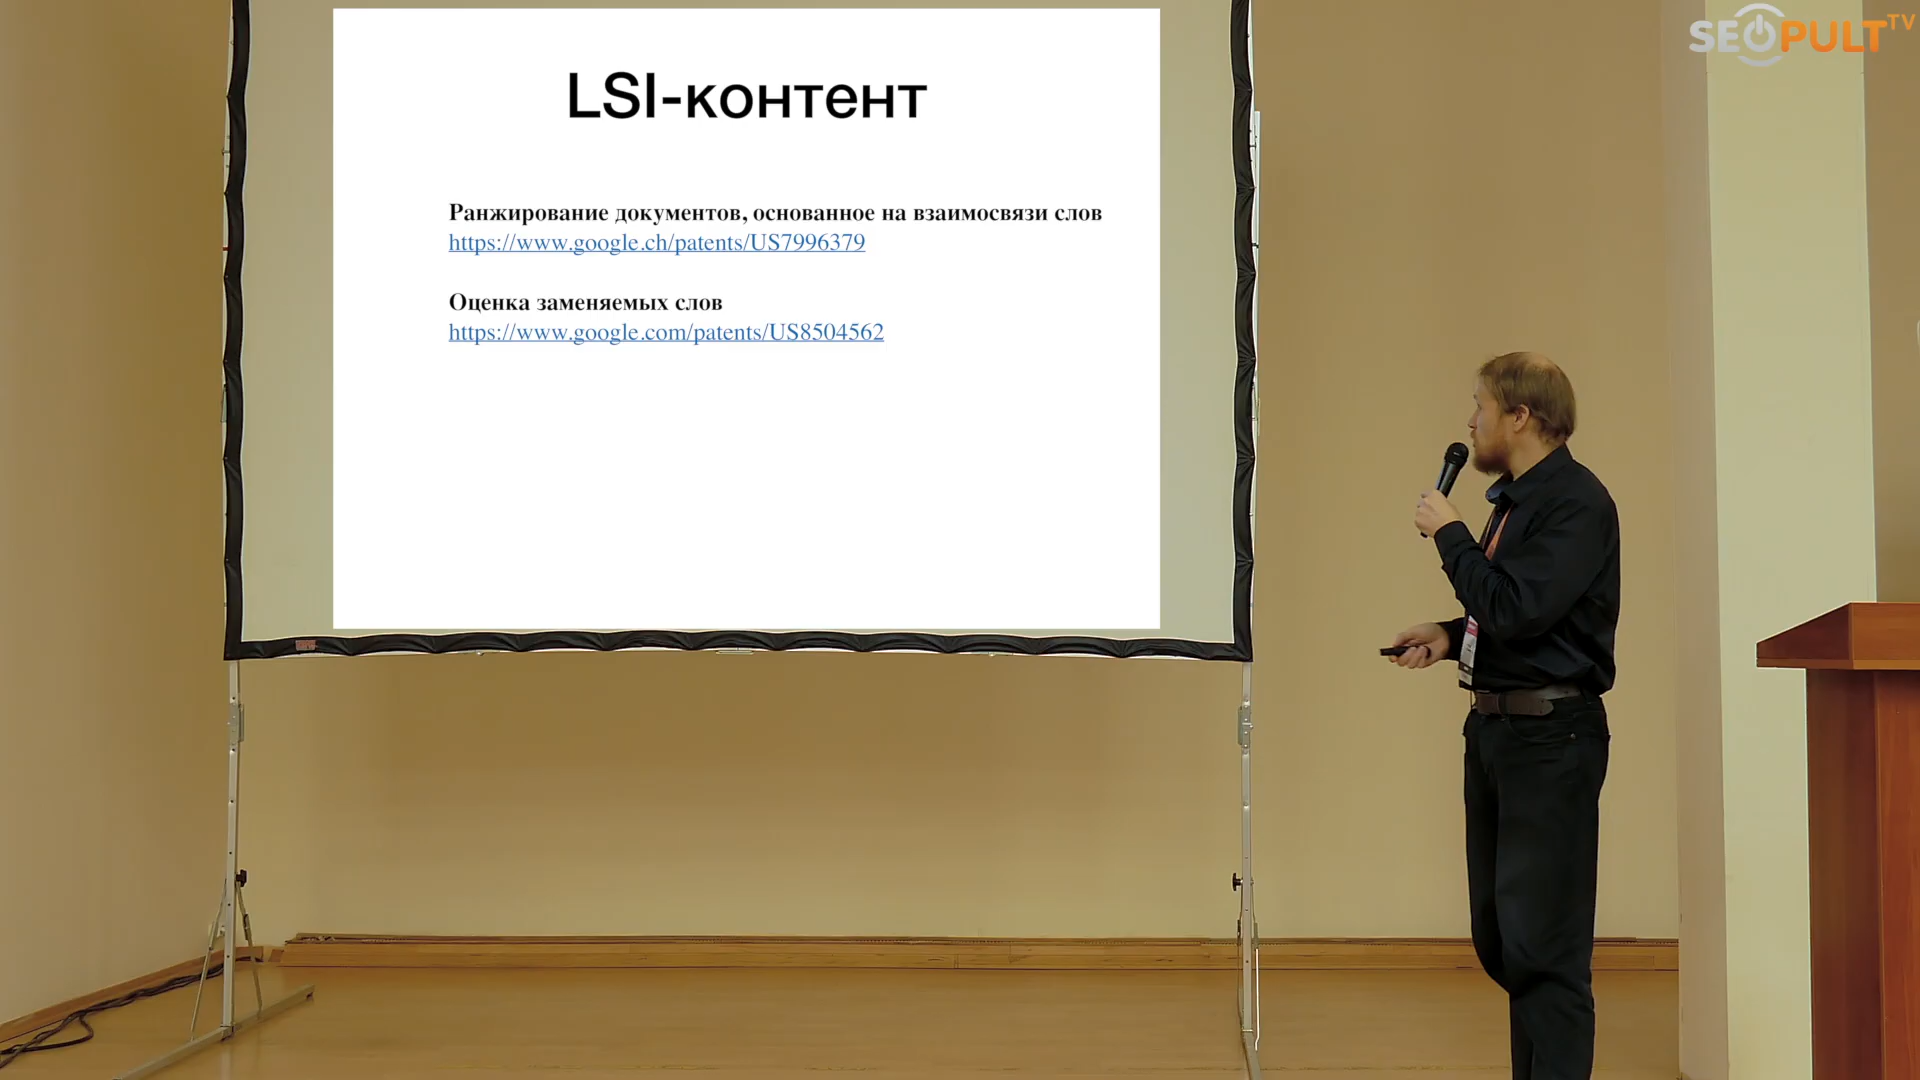 LSI-контент
SEOPULT TV
Ранжирование документов, основанное на взаимосвязи слов
https://www.google.ch/patents/US7996379
Оценка заменяемых слов
https://www.google.com/patents/US8504562